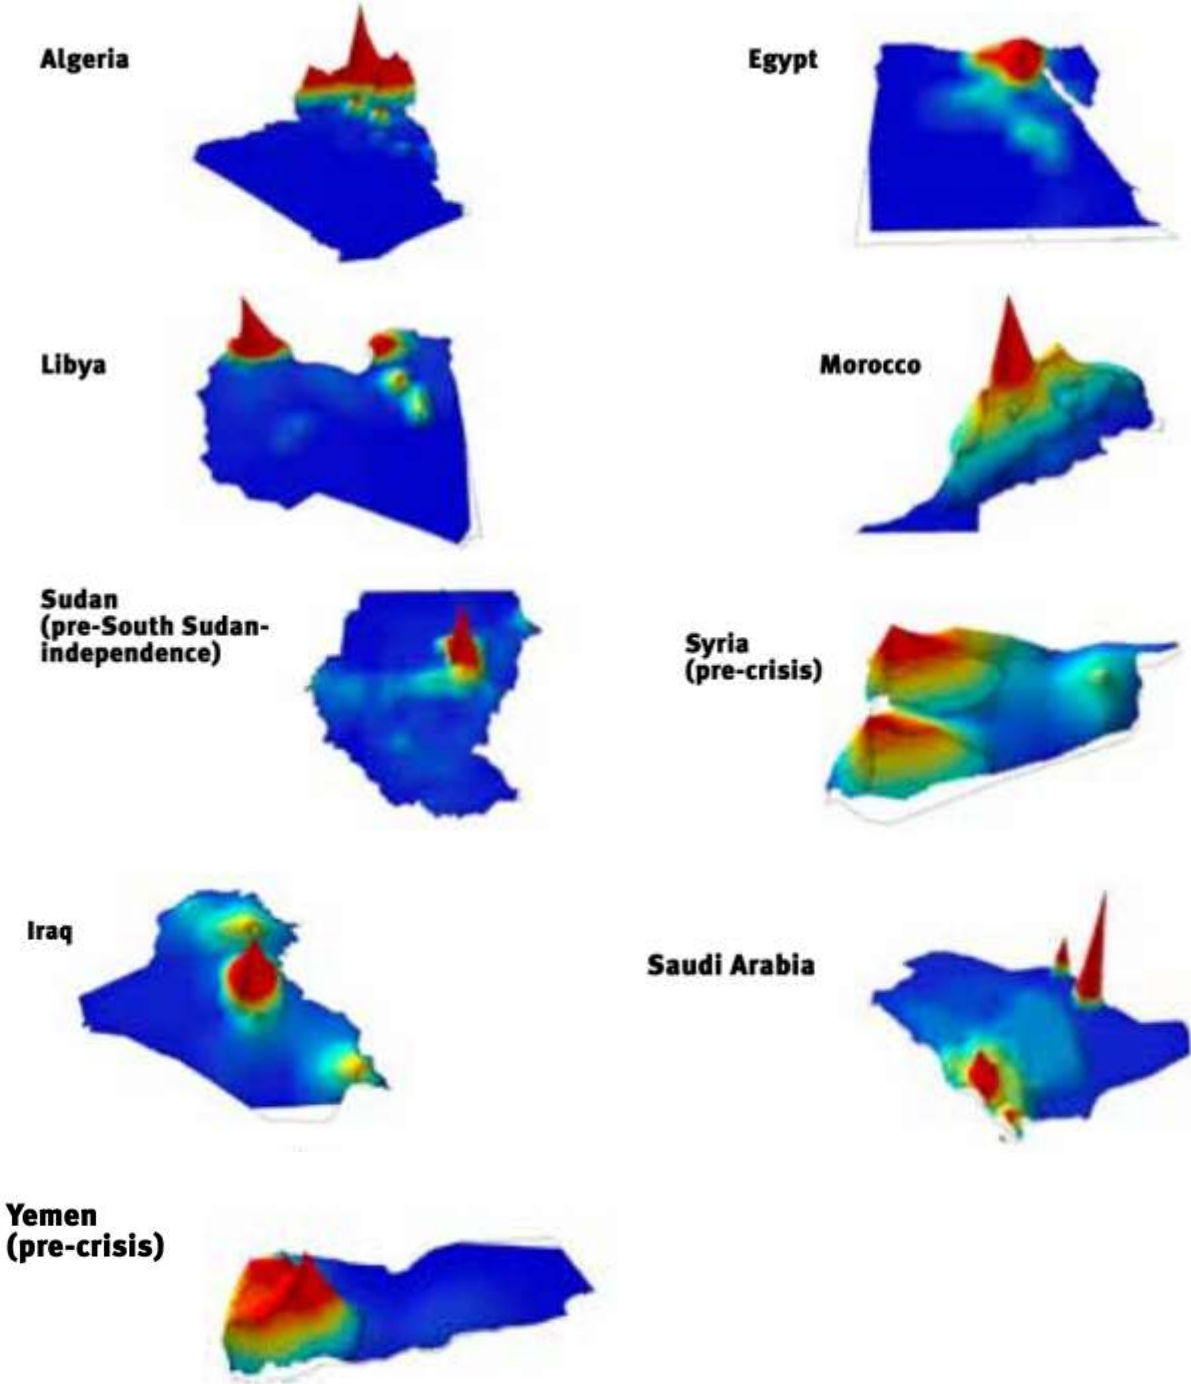 Algeria
Egypt
Libya
Morocco
Sudan
(pre-South Sudan-
independence)
Syria
(pre-crisis)
Iraq
Saudi Arabia
Yemen
(pre-crisis)